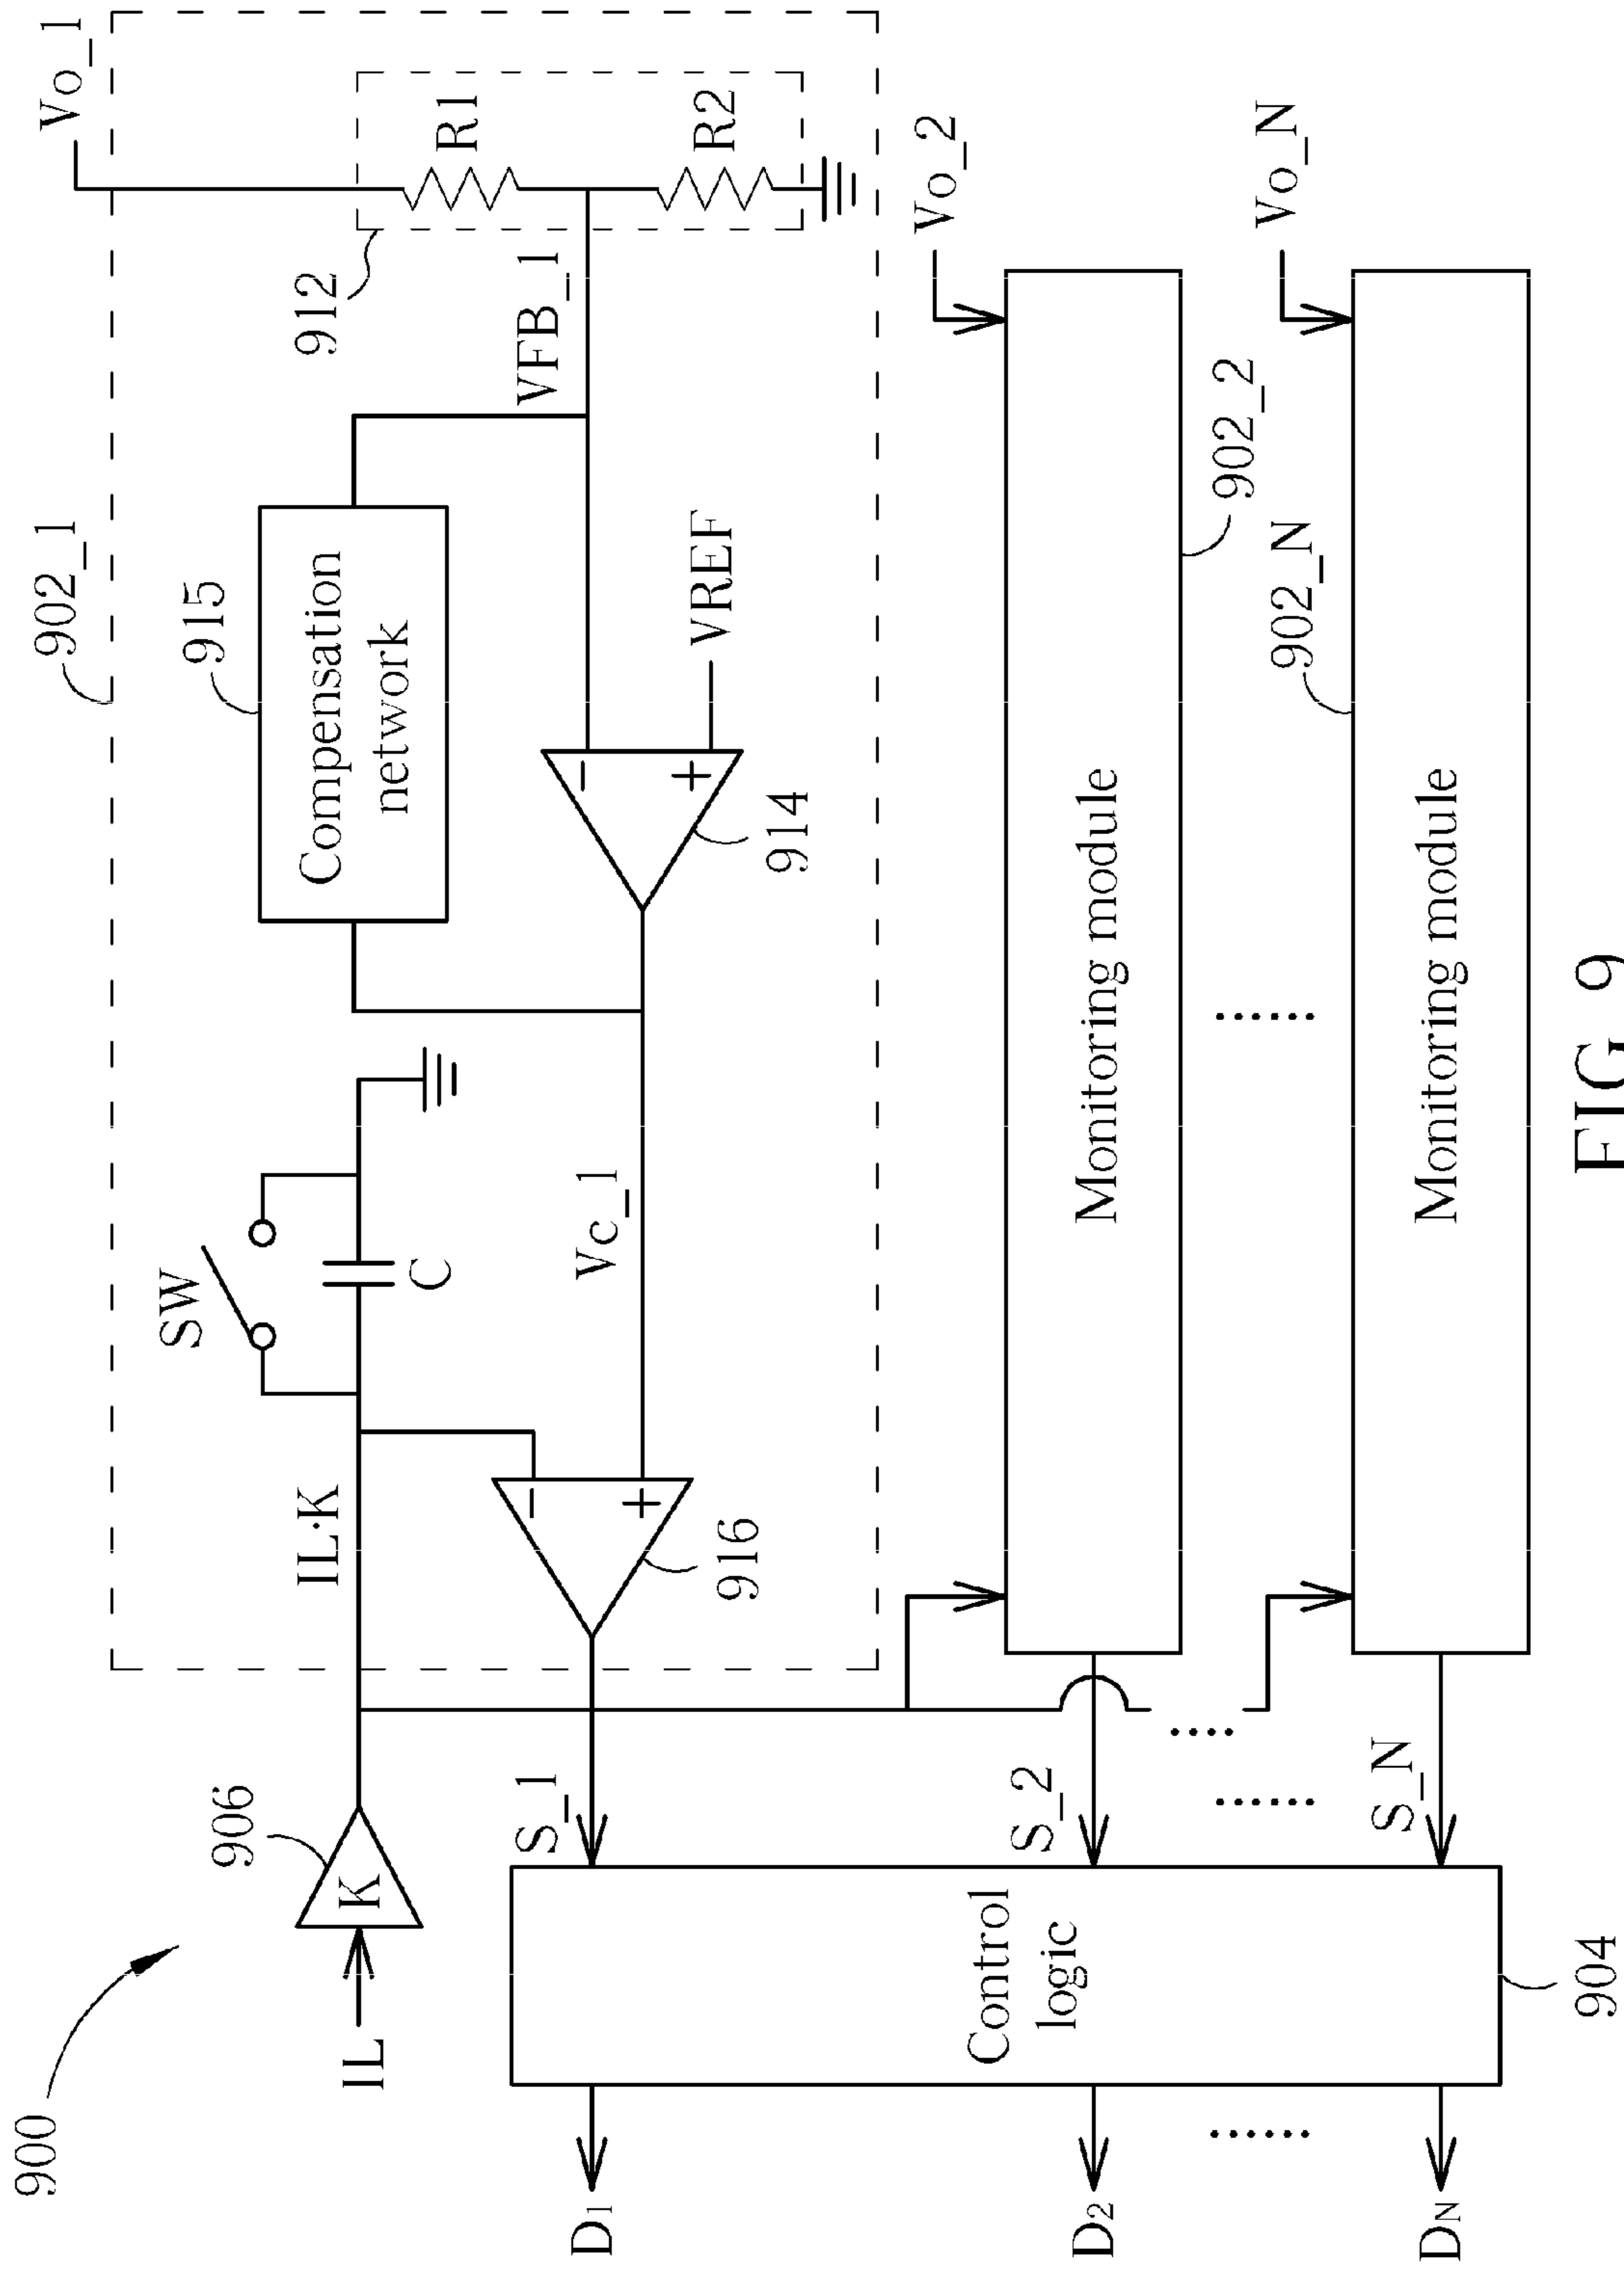 900
902_1
Vo_1
906
SW
915
Compensation
network
912
IL
K
IL·K
C
R1
R2
VFB_1
Vc_1
VREF
−
+
914
−
+
916
S_1
D1
Control
logic
904
S_2
D2
Monitoring module
902_2
Vo_2
S_N
DN
Monitoring module
902_N
Vo_N
FIG. 9